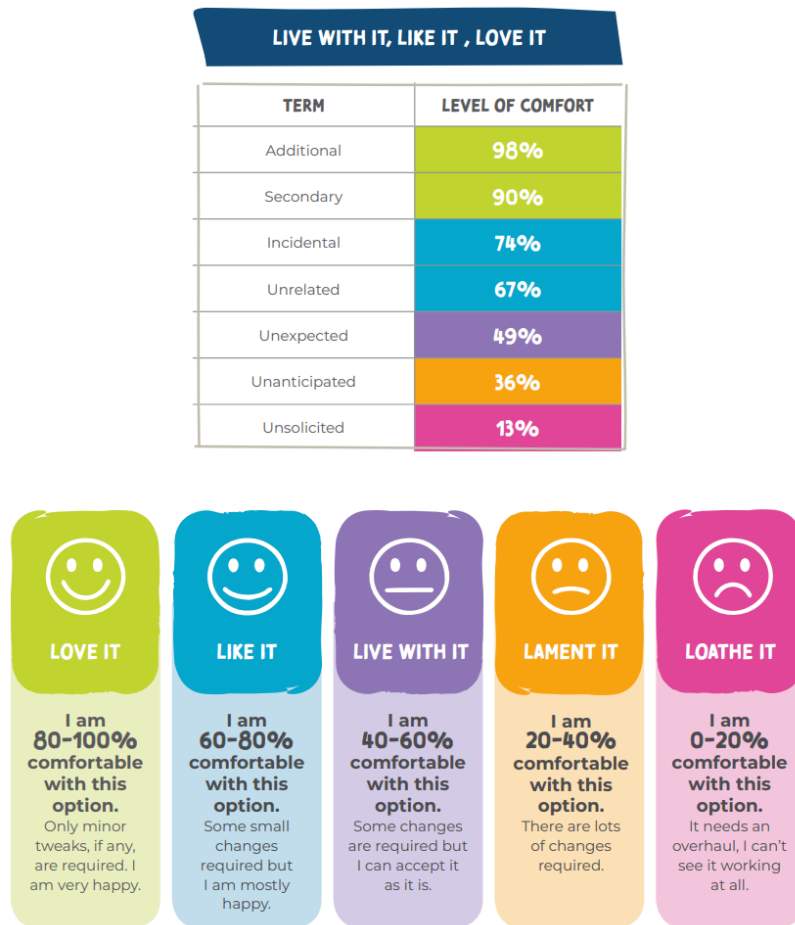 LIVE WITH IT, LIKE IT , LOVE IT
TERM LEVEL OF COMFORT
Additional 98%
Secondary 90%
Incidental 74%
Unrelated 67%
Unexpected 49%
Unanticipated 36%
Unsolicited 13%
LOVE IT
I am
80-100%
comfortable
with this
option.
Only minor
tweaks, if any,
are required. I
am very happy.
LIKE IT
I am
60-80%
comfortable
with this
option.
Some small
changes
required but
I am mostly
happy.
LIVE WITH IT
I am
40-60%
comfortable
with this
option.
Some changes
are required but
I can accept it
as it is.
LAMENT IT
I am
20-40%
comfortable
with this
option.
There are lots
of changes
required.
LOATHE IT
I am
0-20%
comfortable
with this
option.
It needs an
overhaul, I can't
see it working
at all.